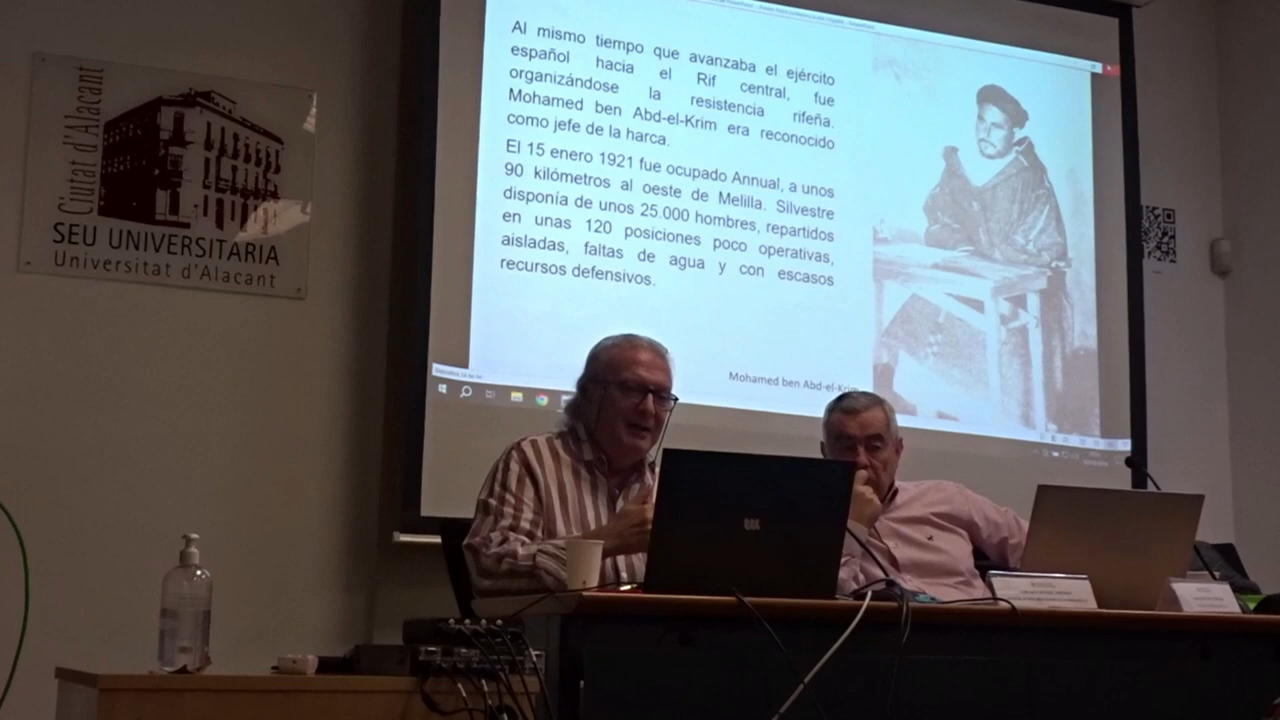 Ciutat d'Alacant
SEU UNIVERSITARIA
Universitat d'Alacant
Al mismo tiempo que avanzaba el ejército
español hacia el Rif central, fue
organizándose la resistencia rifeña.
Mohamed ben Abd-el-Krim era reconocido
como jefe de la harca.
El 15 enero 1921 fue ocupado Annual, a unos
90 kilómetros al oeste de Melilla. Silvestre
disponía de unos 25.000 hombres, repartidos
en unas 120 posiciones poco operativas,
aisladas, faltas de agua y con escasos
recursos defensivos.
Mohamed ben Abd-el-Krim